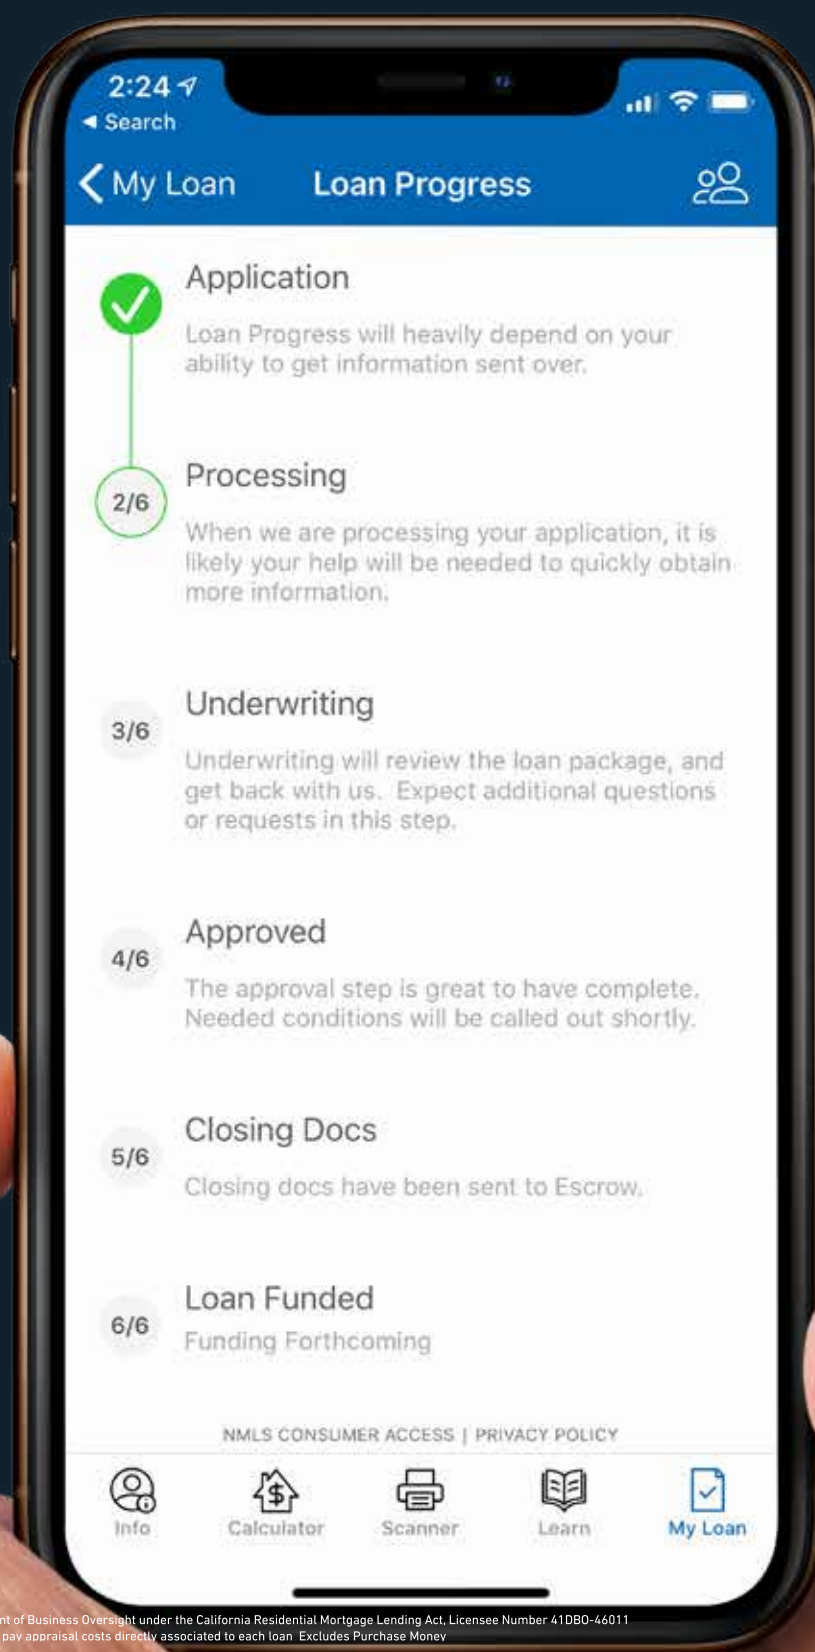 2:24
Search
My Loan
Loan Progress
Application
Loan Progress will heavily depend on your
ability to get information sent over.
2/6
Processing
When we are processing your application, it is
likely your help will be needed to quickly obtain
more information.
3/6
Underwriting
Underwriting will review the loan package, and
get back with us. Expect additional questions
or requests in this step.
4/6
Approved
The approval step is great to have complete.
Needed conditions will be called out shortly.
5/6
Closing Docs
Closing docs have been sent to Escrow.
6/6
Loan Funded
Funding Forthcoming
NMLS CONSUMER ACCESS | PRIVACY POLICY
Info
Calculator
Scanner
Learn
My Loan
of Business Oversight under the California Residential Mortgage Lending Act, Licensee Number 41DBO-46011
pay appraisal costs directly associated to each loan Excludes Purchase Money